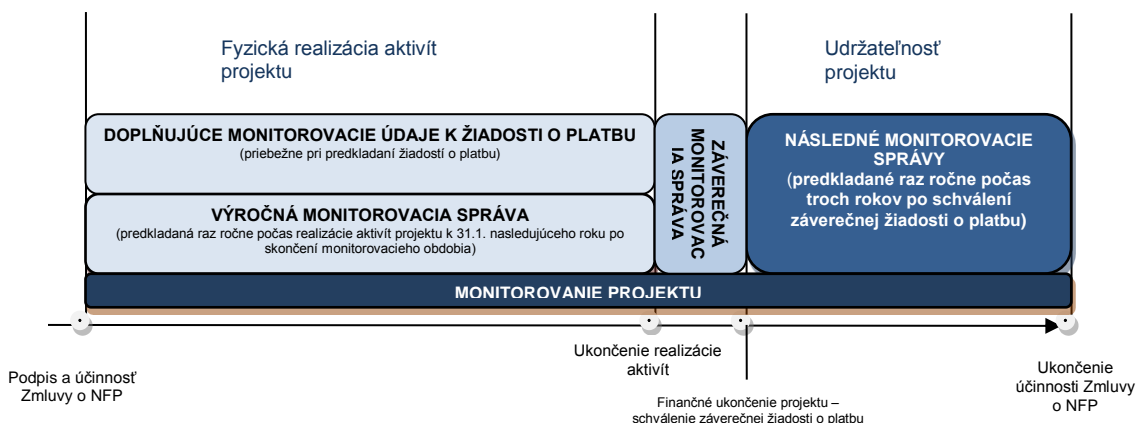 Fyzická realizácia aktivít
projektu
Udržateľnosť
projektu
DOPLŇUJÚCE MONITOROVACIE ÚDAJE K ŽIADOSTI O PLATBU
(priebežne pri predkladaní žiadostí o platbu)
VÝROČNÁ MONITOROVACIA SPRÁVA
(predkladaná raz ročne počas realizácie aktivít projektu k 31.1. nasledujúceho roku po
skončení monitorovacieho obdobia)
ZÁVEREČNÁ
MONITOROVAC
IA SPRÁVA
NÁSLEDNÉ MONITOROVACIE
SPRÁVY
(predkladané raz ročne počas
troch rokov po schválení
záverečnej žiadosti o platbu)
MONITOROVANIE PROJEKTU
Podpis a účinnosť
Zmluvy o NFP
Ukončenie realizácie
aktivít
Finančné ukončenie projektu –
schválenie záverečnej žiadosti o platbu
Ukončenie
účinnosti Zmluvy
o NFP